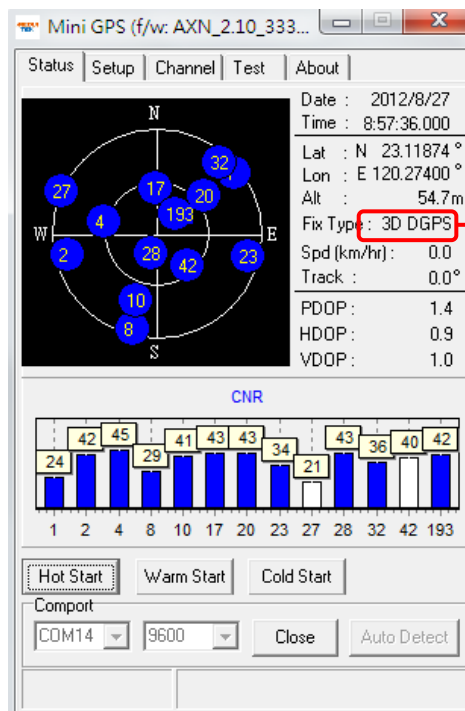 Mini GPS (f/w: AXN_2.10_333...
Status Setup Channel Test About
N
W E
S
27 32 17 20 193 4 2 28 42 23 10 8
Date : 2012/8/27
Time : 8:57:36.000
Lat : N 23.11874 °
Lon : E 120.27400 °
Alt : 54.7m
Fix Type : 3D DGPS
Spd (km/hr) : 0.0
Track : 0.0°
PDOP : 1.4
HDOP : 0.9
VDOP : 1.0
CNR
24 42 45 29 41 43 43 34 21 43 36 40 42
1 2 4 8 10 17 20 23 27 28 32 42 193
Hot Start Warm Start Cold Start
Comport
COM14 9600 Close Auto Detect